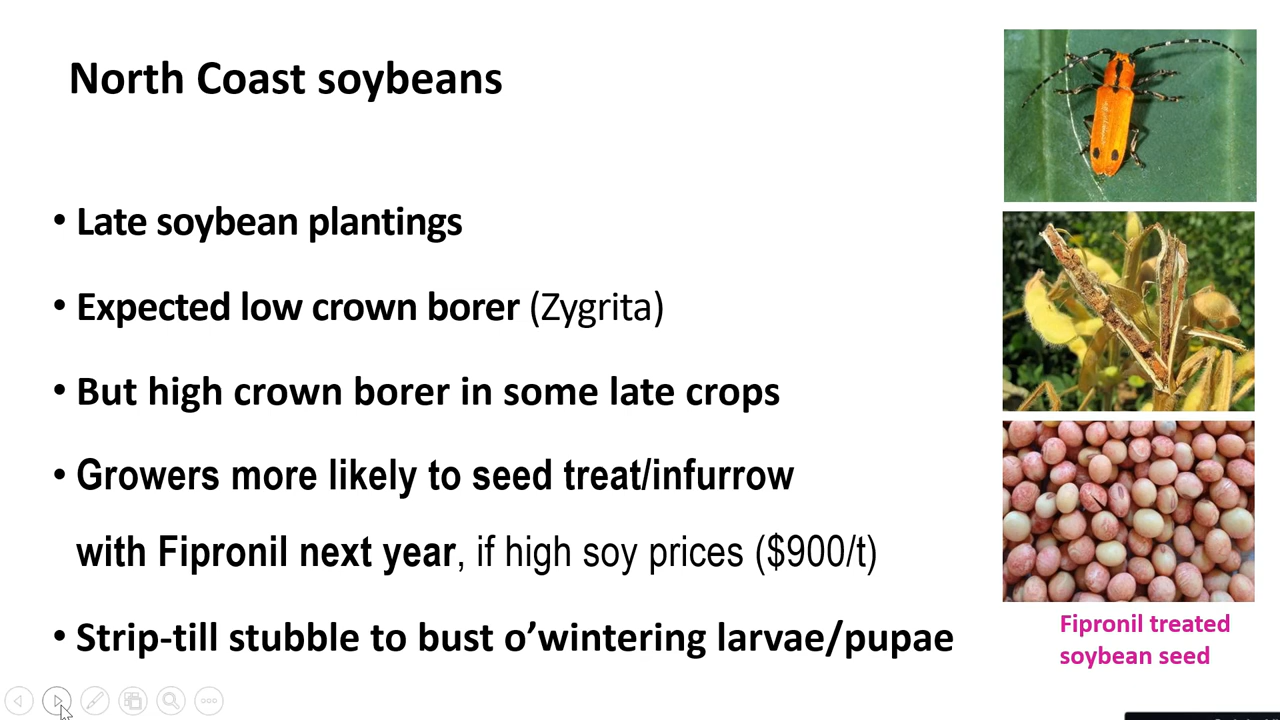 North Coast soybeans
• Late soybean plantings
• Expected low crown borer (Zygrita)
• But high crown borer in some late crops
• Growers more likely to seed treat/infurrow
with Fipronil next year, if high soy prices ($900/t)
• Strip-till stubble to bust o’wintering larvae/pupae
Fipronil treated
soybean seed